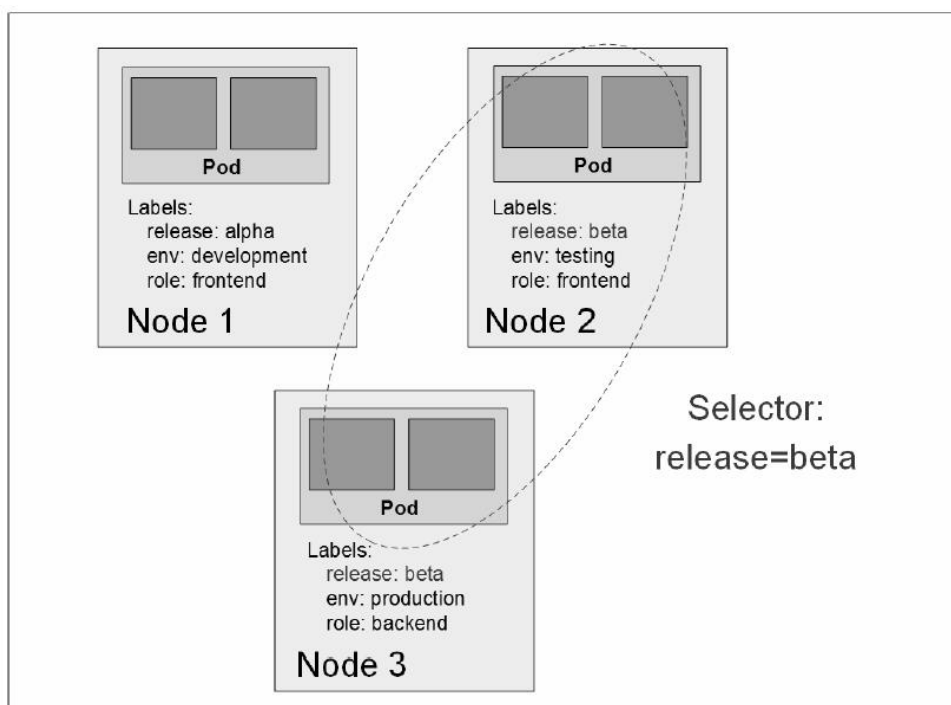 Pod
Labels:
release: alpha
env: development
role: frontend
Node 1
Pod
Labels:
release: beta
env: testing
role: frontend
Node 2
Selector:
release=beta
Pod
Labels:
release: beta
env: production
role: backend
Node 3